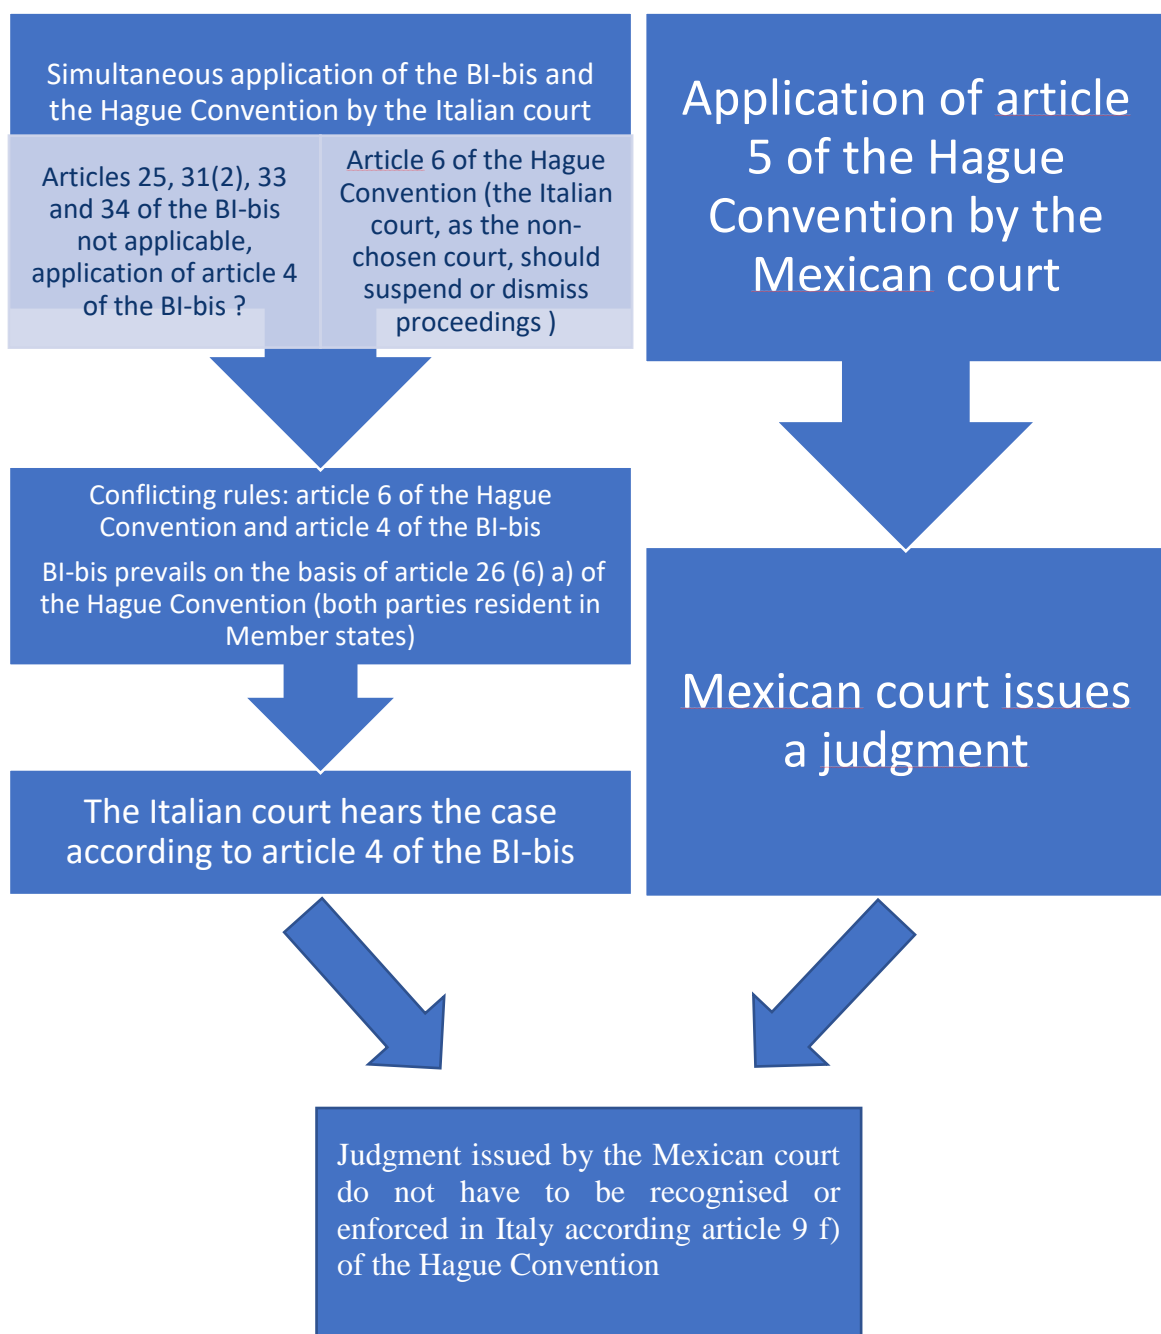 Simultaneous application of the BI-bis and
the Hague Convention by the Italian court
Articles 25, 31(2), 33
and 34 of the BI-bis
not applicable,
application of article 4
of the BI-bis ?
Article 6 of the Hague
Convention (the Italian
court, as the non-
chosen court, should
suspend or dismiss
proceedings )
Conflicting rules: article 6 of the Hague
Convention and article 4 of the BI-bis
BI-bis prevails on the basis of article 26 (6) a) of
the Hague Convention (both parties resident in
Member states)
The Italian court hears the case
according to article 4 of the BI-bis
Application of article
5 of the Hague
Convention by the
Mexican court
Mexican court issues
a judgment
Judgment issued by the Mexican court
do not have to be recognised or
enforced in Italy according article 9 f)
of the Hague Convention